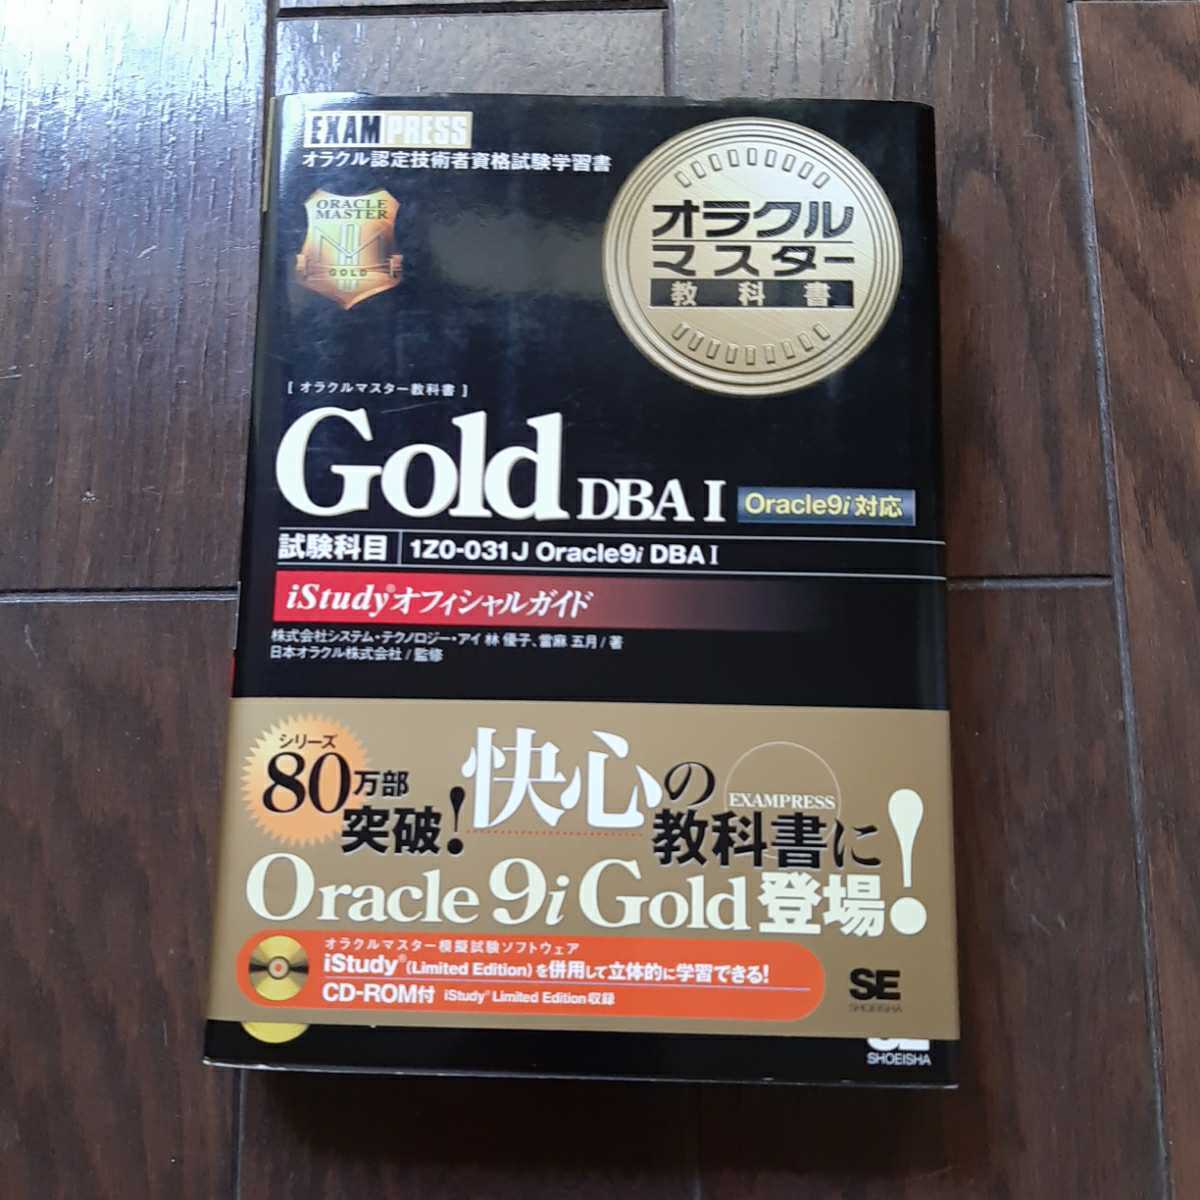 EXAMPRESS
オラクル認定技術者資格試験学習書
ORACLE
MASTER
GOLD
オラクル
マスター
教科書
[ オラクルマスター教科書 ]
Gold DBA I Oracle9i対応
試験科目 1Z0-031J Oracle9i DBA I
iStudy®オフィシャルガイド
株式会社システム・テクノロジー・アイ 林 優子、當麻 五月/著
日本オラクル株式会社/監修
シリーズ
80万部
突破!
快心の
EXAMPRESS
教科書に
Oracle 9i Gold登場!
オラクルマスター模擬試験ソフトウェア
iStudy®(Limited Edition)を併用して立体的に学習できる!
CD-ROM付 iStudy® Limited Edition収録
SE
SHOEISHA
SHOEISHA